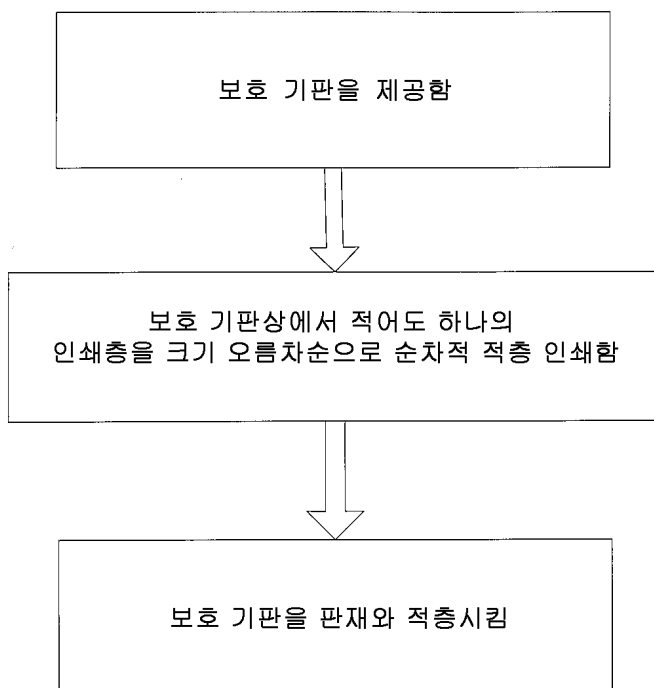 보호 기판을 제공함
보호 기판상에서 적어도 하나의
인쇄층을 크기 오름차순으로 순차적 적층 인쇄함
보호 기판을 판재와 적층시킴